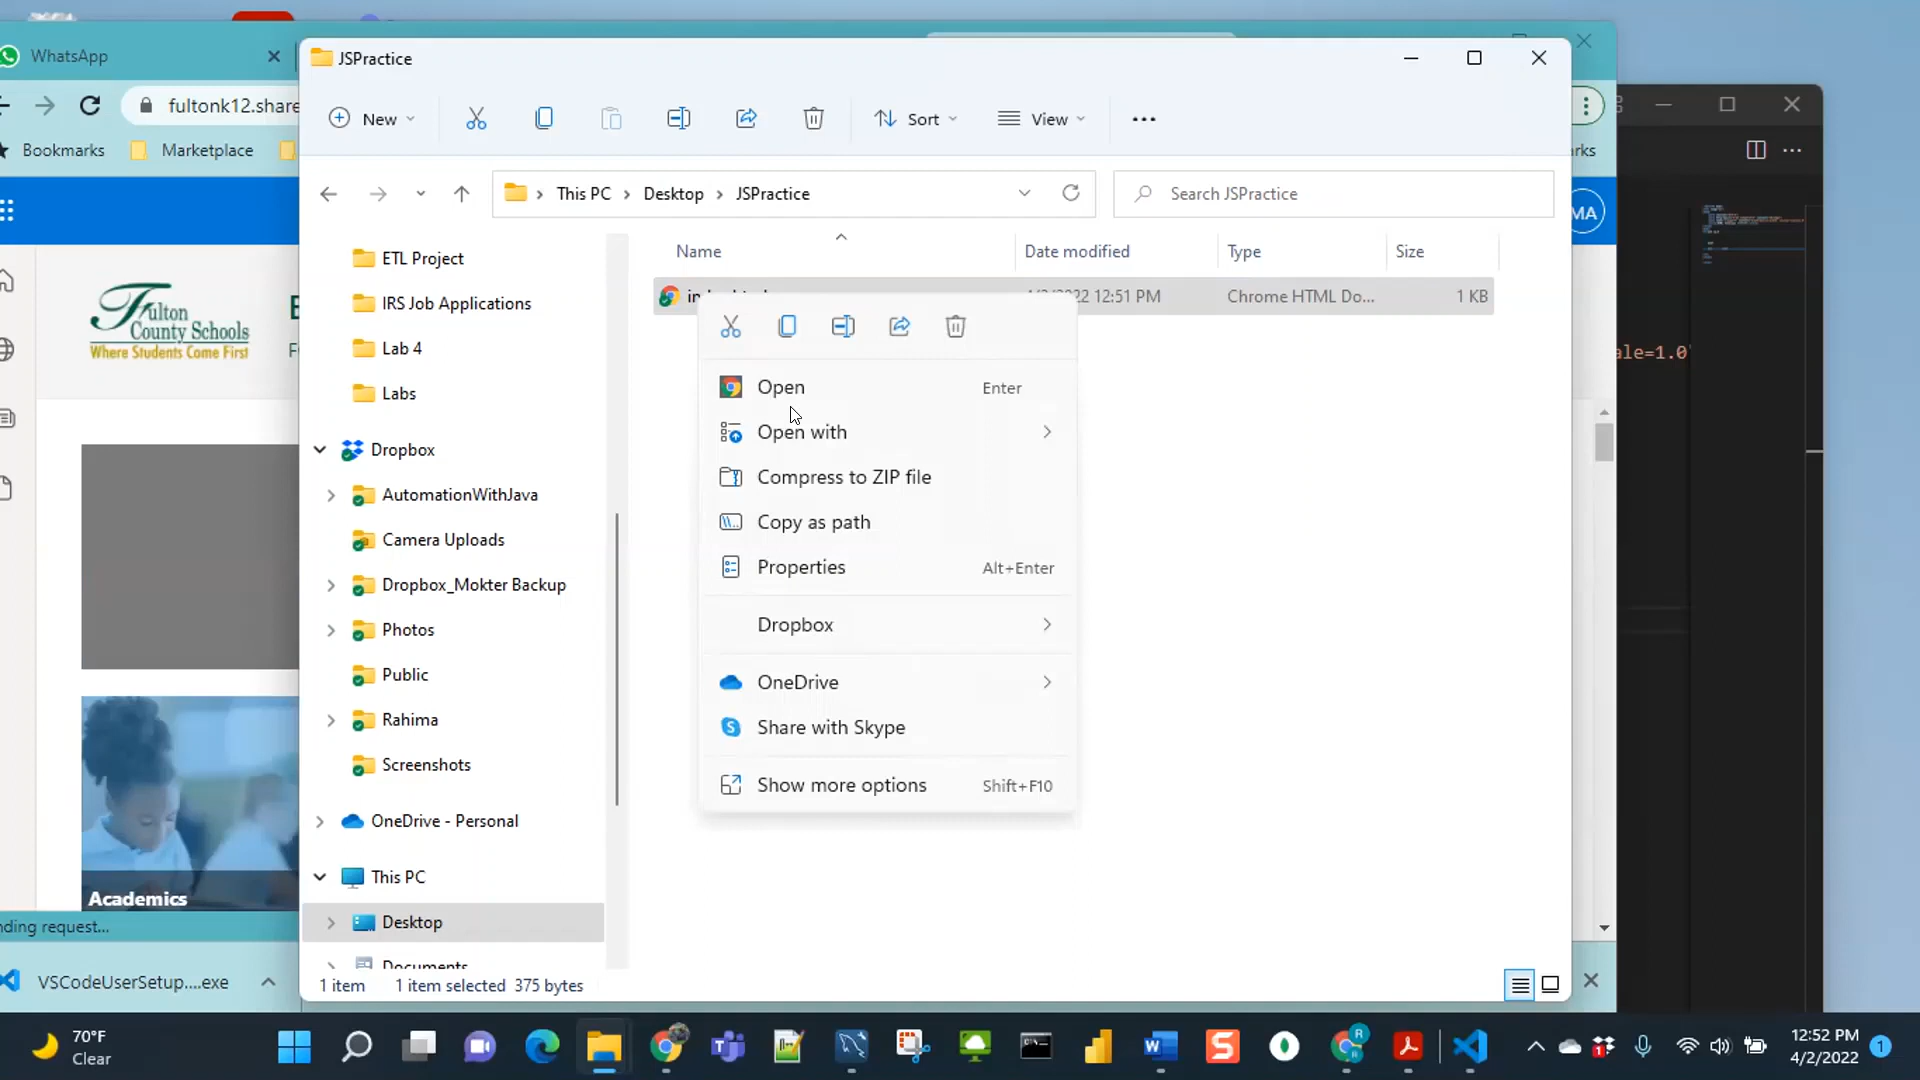 WhatsApp
JSPractice
fultonk12.share
New
Sort
View
Bookmarks
Marketplace
arks
This PC
Desktop
JSPractice
Search JSPractice
MA
Name
Date modified
Type
Size
ETL Project
IRS Job Applications
Lab 4
Labs
12:51 PM
Chrome HTML Do...
1 KB
Fulton
County Schools
Where Students Come First
Open
Enter
Open with
Compress to ZIP file
Copy as path
Properties
Alt+Enter
Dropbox
OneDrive
Share with Skype
Show more options
Shift+F10
ale=1.0
Dropbox
AutomationWithJava
Camera Uploads
Dropbox_Mokter Backup
Photos
Public
Rahima
Screenshots
OneDrive - Personal
This PC
Desktop
Documents
Academics
nding request...
VSCodeUserSetup....exe
1 item
1 item selected 375 bytes
70°F
Clear
12:52 PM
4/2/2022
1